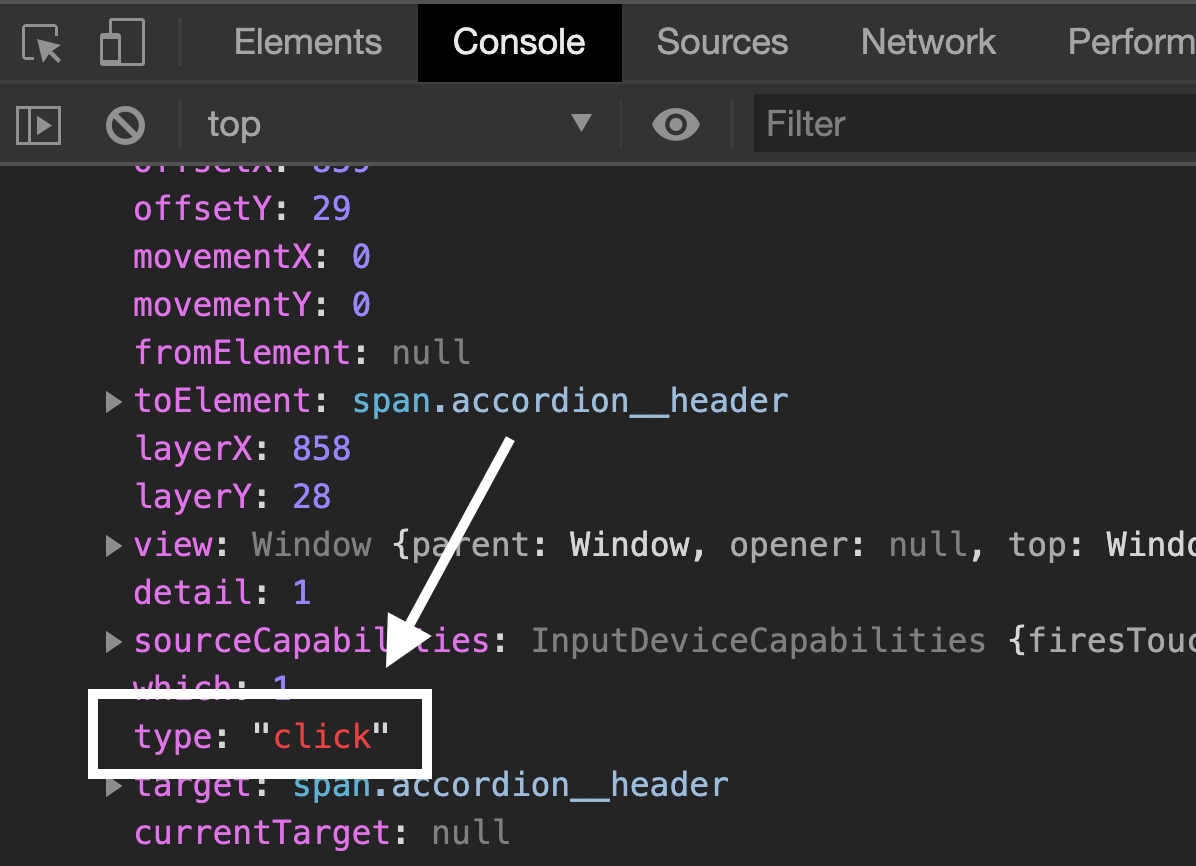 Elements Console Sources Network Perform
top Filter
offsetX: 859
offsetY: 29
movementX: 0
movementY: 0
fromElement: null
toElement: span.accordion__header
layerX: 858
layerY: 28
view: Window {parent: Window, opener: null, top: Windo
detail: 1
sourceCapabilities: InputDeviceCapabilities {firesTouc
which: 1
type: "click"
target: span.accordion__header
currentTarget: null